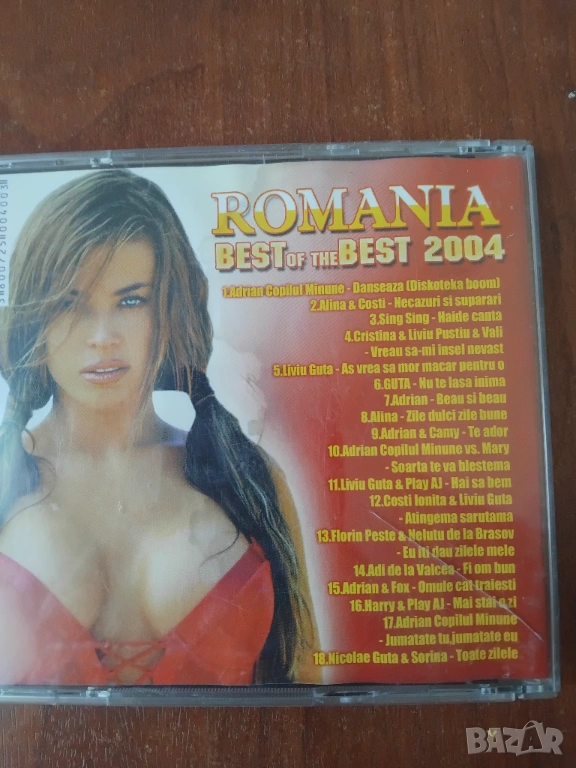 ROMANIA
BEST OF THE BEST 2004
1.Adrian Copilul Minune - Danseaza (Diskoteka boom)
2.Alina & Costi - Necazuri si suparari
3.Sing Sing - Haide canta
4.Cristina & Liviu Pustiu & Vali
- Vreau sa-mi insel nevast
5.Liviu Guta - As vrea sa mor macar pentru o
6.GUTA - Nu te lasa inima
7.Adrian - Beau si beau
8.Alina - Zile dulci zile bune
9.Adrian & Camy - Te ador
10.Adrian Copilul Minune vs. Mary
- Soarta te va blestema
11.Liviu Guta & Play AJ - Hai sa bem
12.Costi Ionita & Liviu Guta
- Atingema sarutama
13.Florin Peste & Nelutu de la Brasov
- Eu iti dau zilele mele
14.Adi de la Valcea - Fi om bun
15.Adrian & Fox - Omule cat traiesti
16.Harry & Play AJ - Mai stai o zi
17.Adrian Copilul Minune
- Jumatate tu,jumatate eu
18.Nicolae Guta & Sorina - Toate zilele
BAZAR